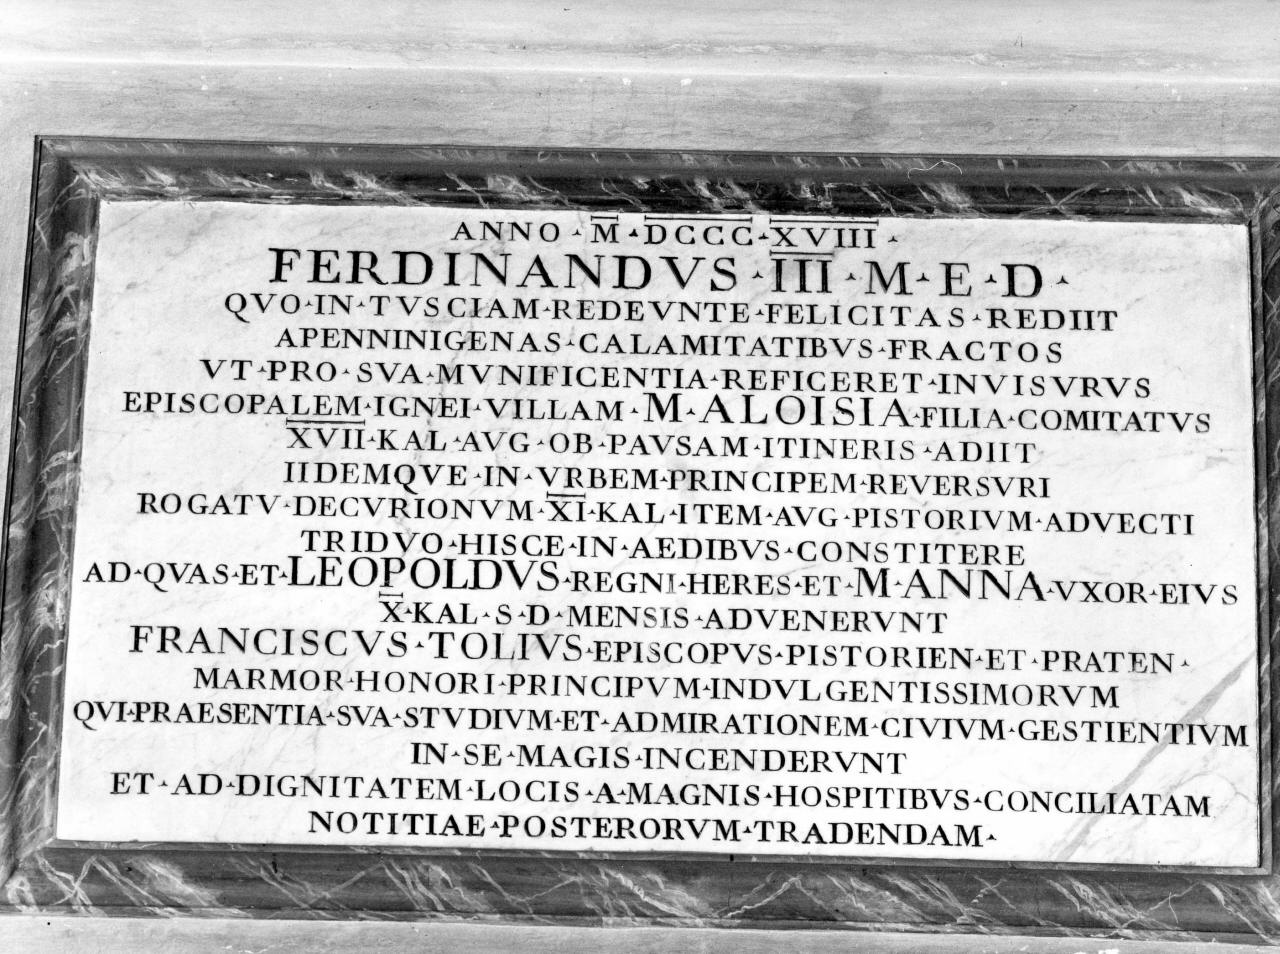 ANNO · M · DCCC · XVIII ·
FERDINANDVS · III · M · E · D ·
QVO · IN · TVSCIAM · REDEVNTE · FELICITAS · REDIIT
APENNINIGENAS · CALAMITATIBVS · FRACTOS
VT · PRO · SVA · MVNIFICENTIA · REFICERET · INVISVRVS
EPISCOPALEM · IGNEI · VILLAM · M · ALOISIA · FILIA · COMITATVS
XVII · KAL · AVG · OB · PAVSAM · ITINERIS · ADIIT
IIDEMQVE · IN · VRBEM · PRINCIPEM · REVERSVRI
ROGATV · DECVRIONVM · XI · KAL · ITEM · AVG · PISTORIVM · ADVECTI
TRIDVO · HISCE · IN · AEDIBVS · CONSTITERE
AD · QVAS · ET · LEOPOLDVS · REGNI · HERES · ET · M · ANNA · VXOR · EIVS
X · KAL · S · D · MENSIS · ADVENERVNT
FRANCISCVS · TOLIVS · EPISCOPVS · PISTORIEN · ET · PRATEN ·
MARMOR · HONORI · PRINCIPVM · INDVLGENTISSIMORVM
QVI · PRAESENTIA · SVA · STVDIVM · ET · ADMIRATIONEM · CIVIVM · GESTIENTIVM
IN · SE · MAGIS · INCENDERVNT
ET · AD · DIGNITATEM · LOCIS · A · MAGNIS · HOSPITIBVS · CONCILIATAM
NOTITIAE · POSTERORVM · TRADENDAM ·